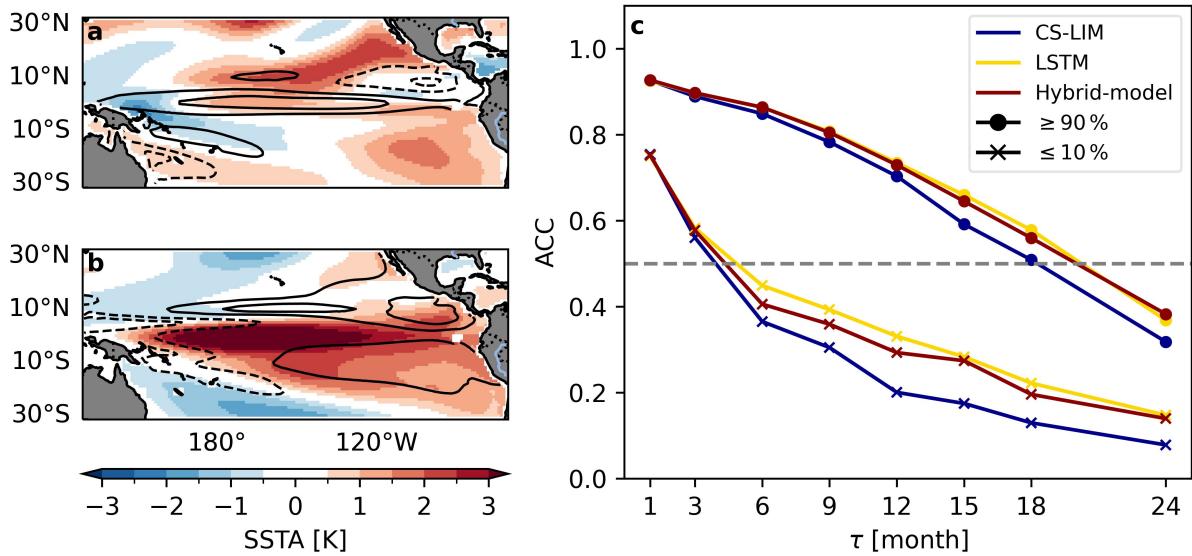 a
30°N
10°N
10°S
30°S
b
30°N
10°N
10°S
30°S
180° 120°W
−3 −2 −1 0 1 2 3
SSTA [K]
c
CS-LIM
LSTM
Hybrid-model
≥ 90 %
≤ 10 %
ACC
1.0
0.8
0.6
0.4
0.2
0.0
1 3 6 9 12 15 18 24
τ [month]